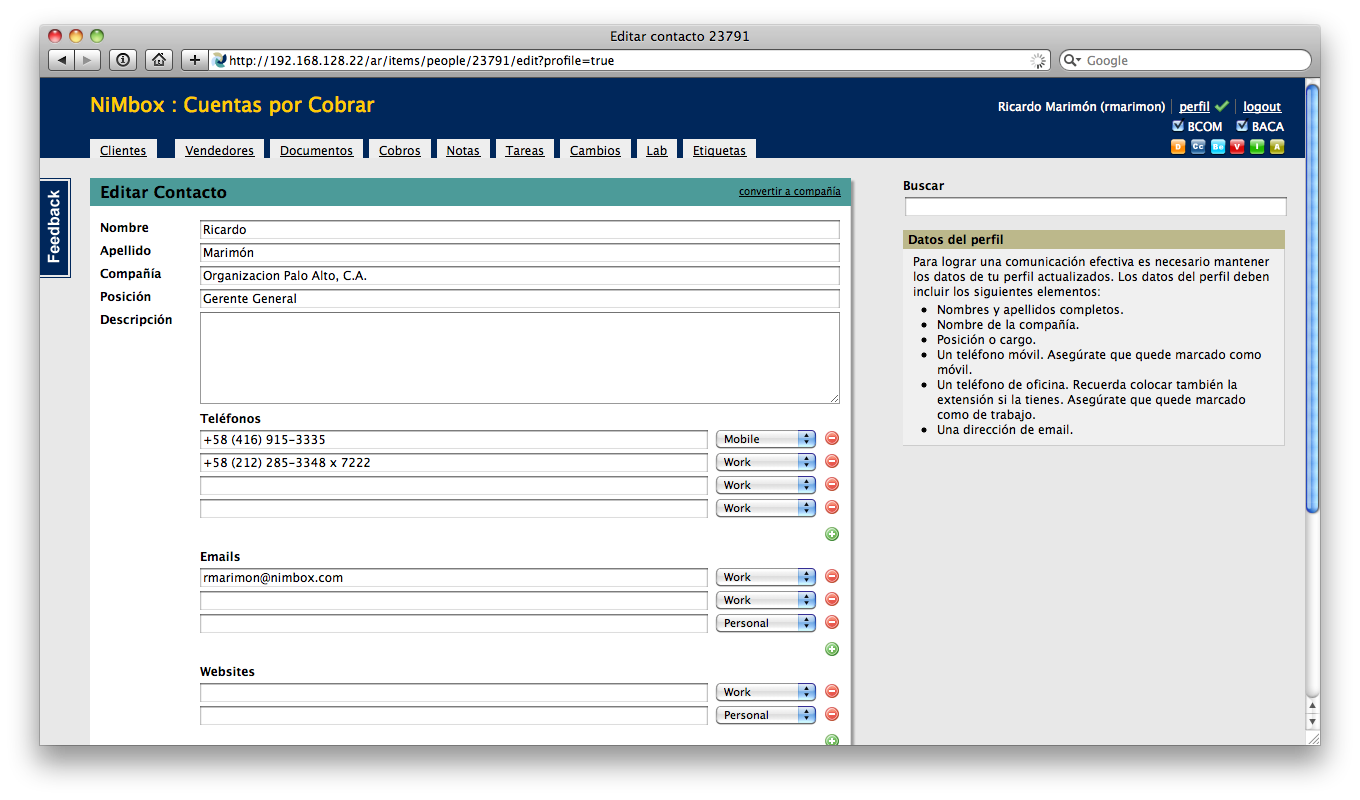 Editar contacto 23791
http://192.168.128.22/ar/items/people/23791/edit?profile=true
Google
NiMbox : Cuentas por Cobrar
Ricardo Marimón (rmarimon) perfil logout
BCOM BACA
D Cc Be V I A
Clientes Vendedores Documentos Cobros Notas Tareas Cambios Lab Etiquetas
Feedback
Editar Contacto convertir a compañía
Nombre Ricardo
Apellido Marimón
Compañía Organizacion Palo Alto, C.A.
Posición Gerente General
Descripción
Teléfonos
+58 (416) 915-3335 Mobile
+58 (212) 285-3348 x 7222 Work
Work
Work
Emails
rmarimon@nimbox.com Work
Work
Personal
Websites
Work
Personal
Buscar
Datos del perfil
Para lograr una comunicación efectiva es necesario mantener
los datos de tu perfil actualizados. Los datos del perfil deben
incluir los siguientes elementos:
• Nombres y apellidos completos.
• Nombre de la compañía.
• Posición o cargo.
• Un teléfono móvil. Asegúrate que quede marcado como
móvil.
• Un teléfono de oficina. Recuerda colocar también la
extensión si la tienes. Asegúrate que quede marcado
como de trabajo.
• Una dirección de email.